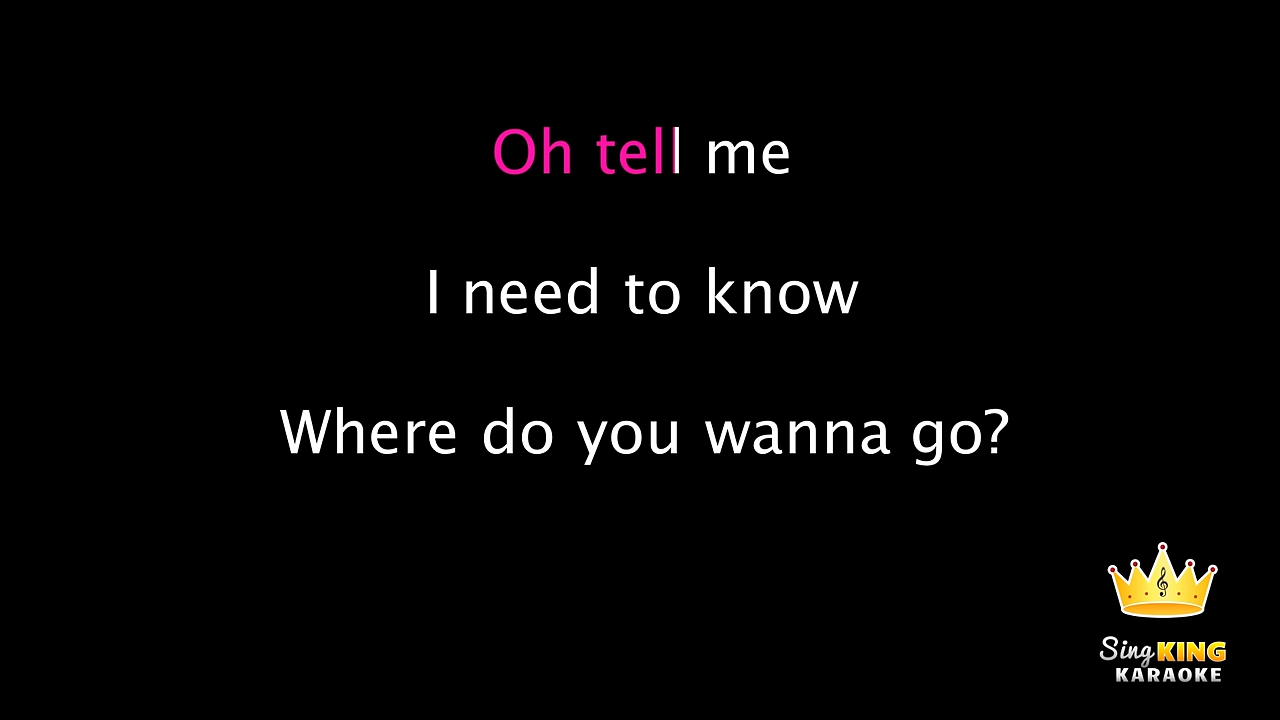 Oh tell me
I need to know
Where do you wanna go?
Sing KING
KARAOKE